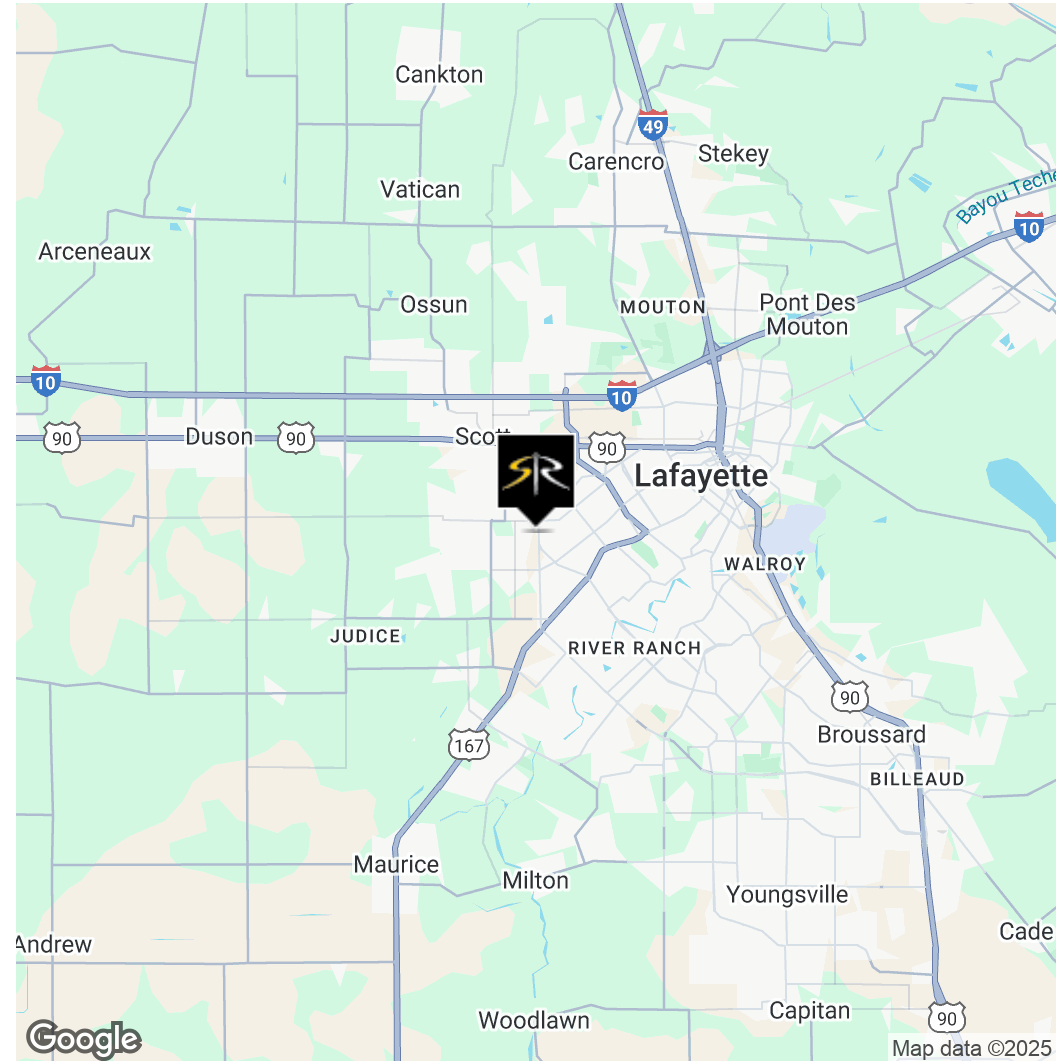 Cankton
49
Carencro
Stekey
Vatican
Bayou Teche
10
Arceneaux
Ossun
MOUTON
Pont Des
Mouton
10
10
90
Duson
90
Scott
90
SR
Lafayette
WALROY
JUDICE
RIVER RANCH
90
Broussard
167
BILLEAUD
Maurice
Milton
Youngsville
Andrew
Cade
Capitan
Woodlawn
90
Google
Map data ©2025